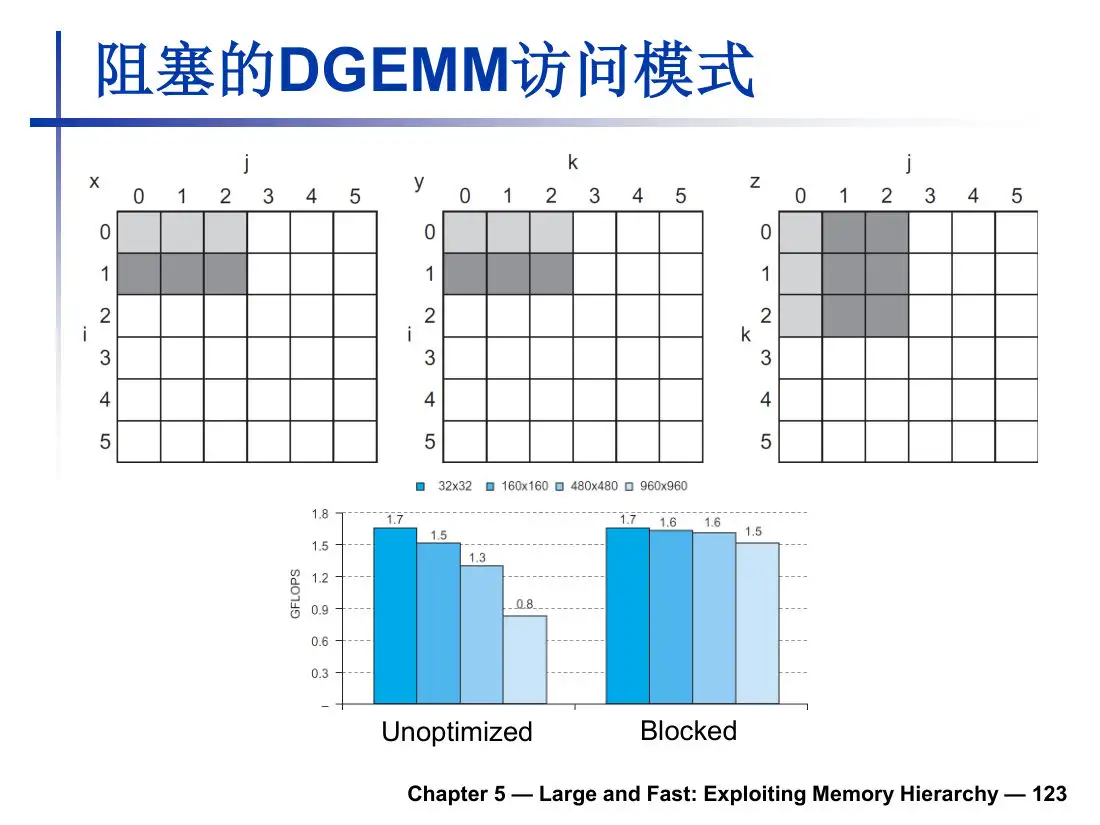 阻塞的DGEMM访问模式
j k j
x y z
0 1 2 3 4 5 0 1 2 3 4 5 0 1 2 3 4 5
0 0 0
1 1 1
2 2 2
i i k
3 3 3
4 4 4
5 5 5
32x32 160x160 480x480 960x960
1.8
1.7 1.5 1.3 0.8 1.7 1.6 1.6 1.5
1.5
1.2
GFLOPS
0.9
0.6
0.3
–
Unoptimized Blocked
Chapter 5 — Large and Fast: Exploiting Memory Hierarchy — 123